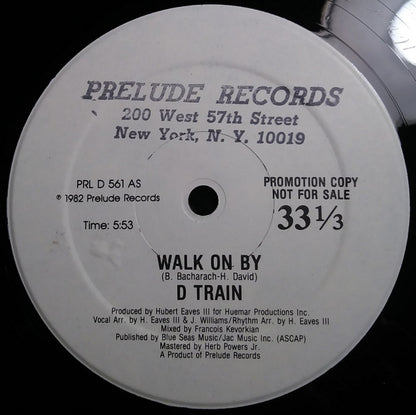 PRELUDE RECORDS
200 West 57th Street
New York, N. Y. 10019
PRL D 561 AS
℗ 1982 Prelude Records
Time: 5:53
PROMOTION COPY
NOT FOR SALE
33 1/3
WALK ON BY
(B. Bacharach-H. David)
D TRAIN
Produced by Hubert Eaves III for Huemar Productions Inc.
Vocal Arr. by H. Eaves III & J. Williams/Rhythm Arr. by H. Eaves III
Mixed by Francois Kevorkian
Published by Blue Seas Music/Jac Music Inc. (ASCAP)
Mastered by Herb Powers Jr.
A Product of Prelude Records